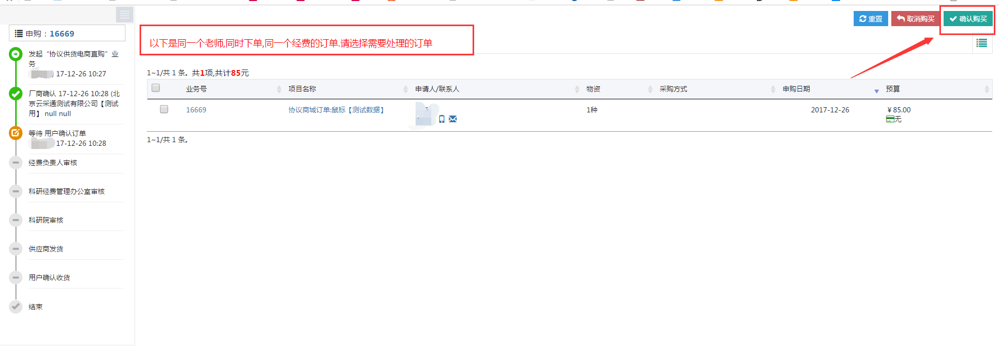 重置
取消购买
确认购买
申购：16669
以下是同一个老师,同时下单,同一个经费的订单.请选择需要处理的订单
发起“协议供货电商直购”业
务
17-12-26 10:27
厂商确认 17-12-26 10:28 (北
京云采通测试有限公司【测试
用】 null null
等待 用户确认订单
17-12-26 10:28
经费负责人审核
科研经费管理办公室审核
科研院审核
供应商发货
用户确认收货
结束
1~1/共 1 条。共1项,共计85元
业务号 项目名称 申请人/联系人 物资 采购方式 申购日期 预算
16669 协议商城订单:鼠标【测试数据】 1种 2017-12-26 ￥85.00
无
1~1/共 1 条。